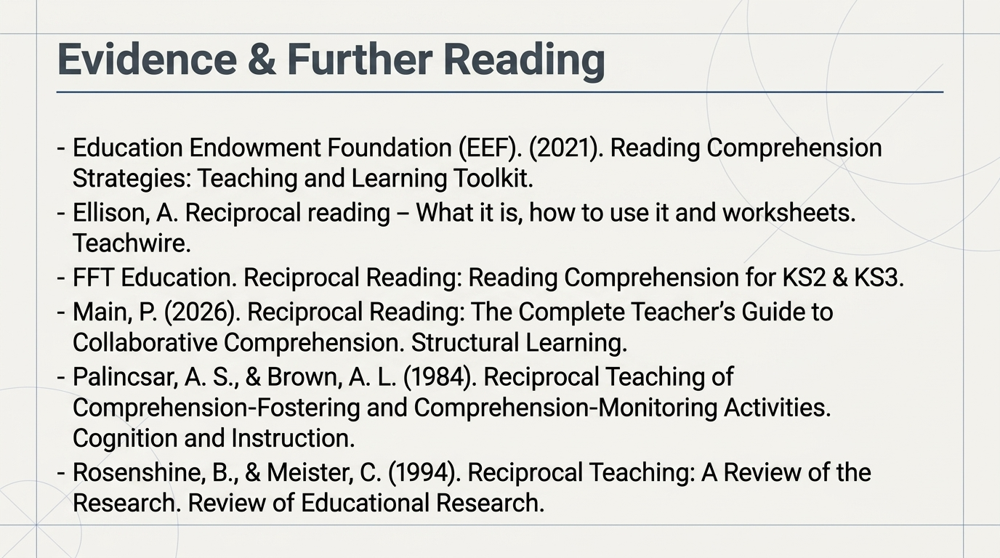 Evidence & Further Reading
- Education Endowment Foundation (EEF). (2021). Reading Comprehension
Strategies: Teaching and Learning Toolkit.
- Ellison, A. Reciprocal reading – What it is, how to use it and worksheets.
Teachwire.
- FFT Education. Reciprocal Reading: Reading Comprehension for KS2 & KS3.
- Main, P. (2026). Reciprocal Reading: The Complete Teacher’s Guide to
Collaborative Comprehension. Structural Learning.
- Palincsar, A. S., & Brown, A. L. (1984). Reciprocal Teaching of
Comprehension-Fostering and Comprehension-Monitoring Activities.
Cognition and Instruction.
- Rosenshine, B., & Meister, C. (1994). Reciprocal Teaching: A Review of the
Research. Review of Educational Research.